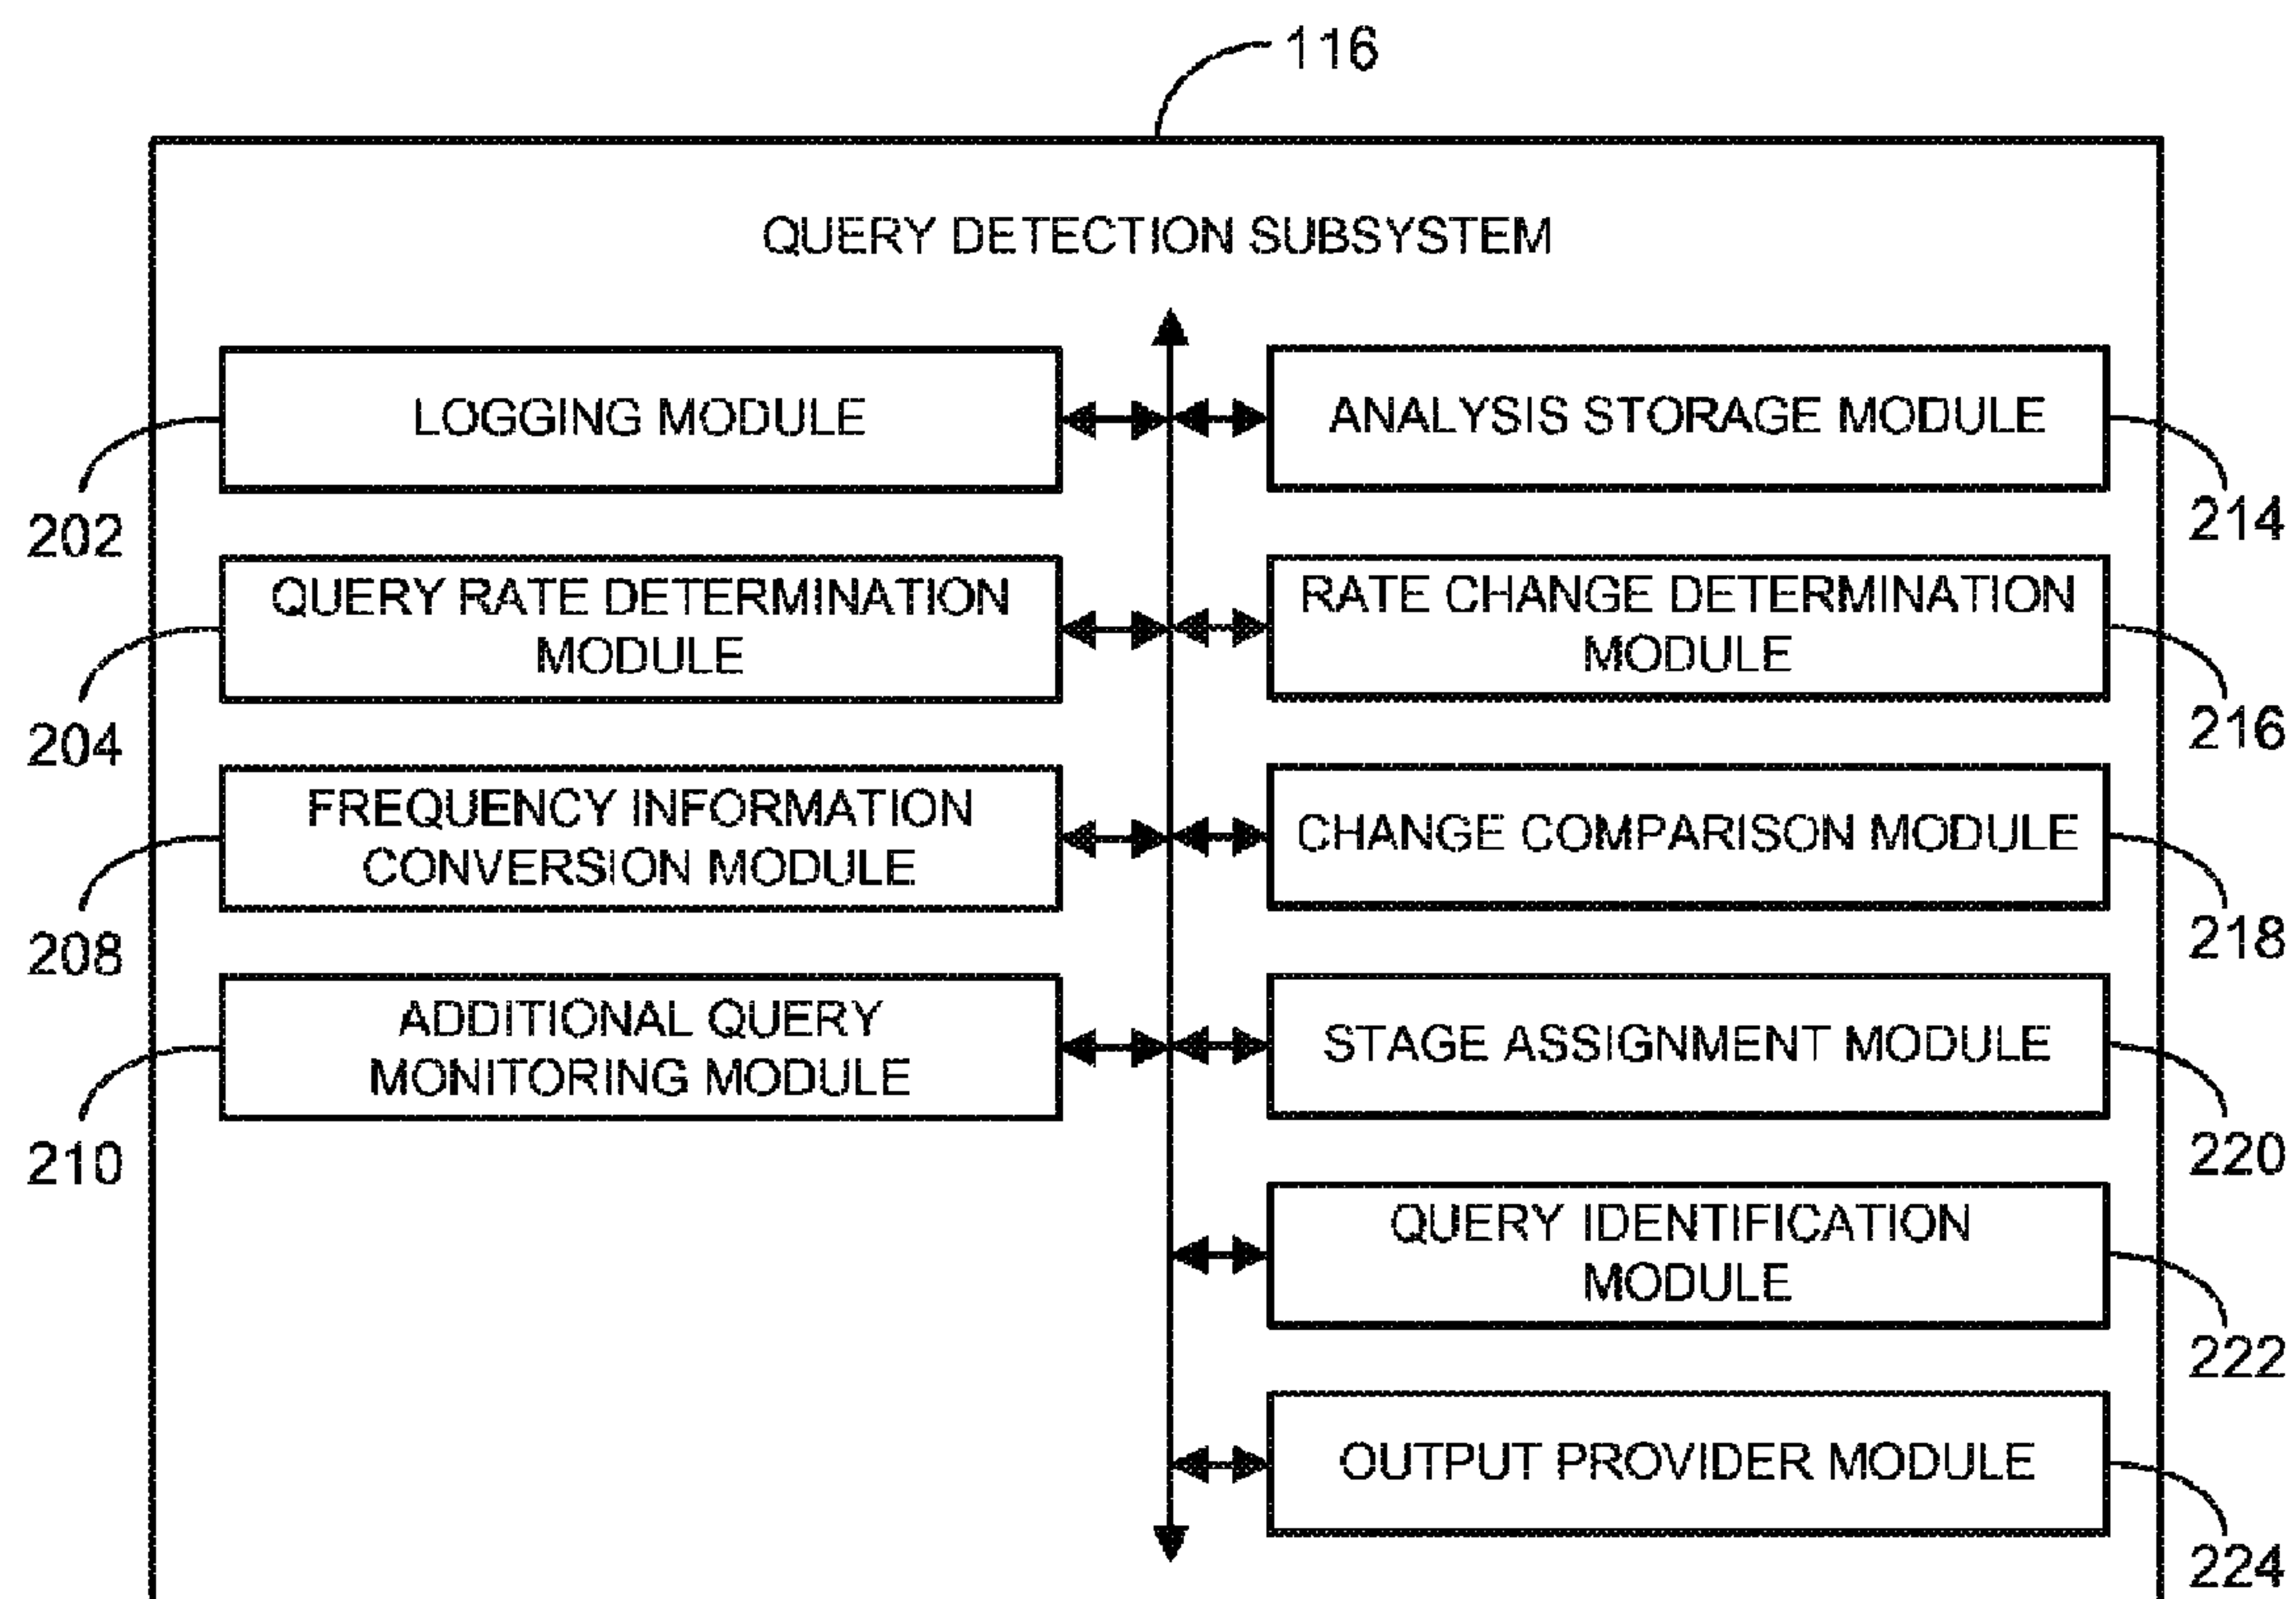 116
QUERY DETECTION SUBSYSTEM
LOGGING MODULE
202
QUERY RATE DETERMINATION
MODULE
204
FREQUENCY INFORMATION
CONVERSION MODULE
208
ADDITIONAL QUERY
MONITORING MODULE
210
ANALYSIS STORAGE MODULE
214
RATE CHANGE DETERMINATION
MODULE
216
CHANGE COMPARISON MODULE
218
STAGE ASSIGNMENT MODULE
220
QUERY IDENTIFICATION
MODULE
222
OUTPUT PROVIDER MODULE
224